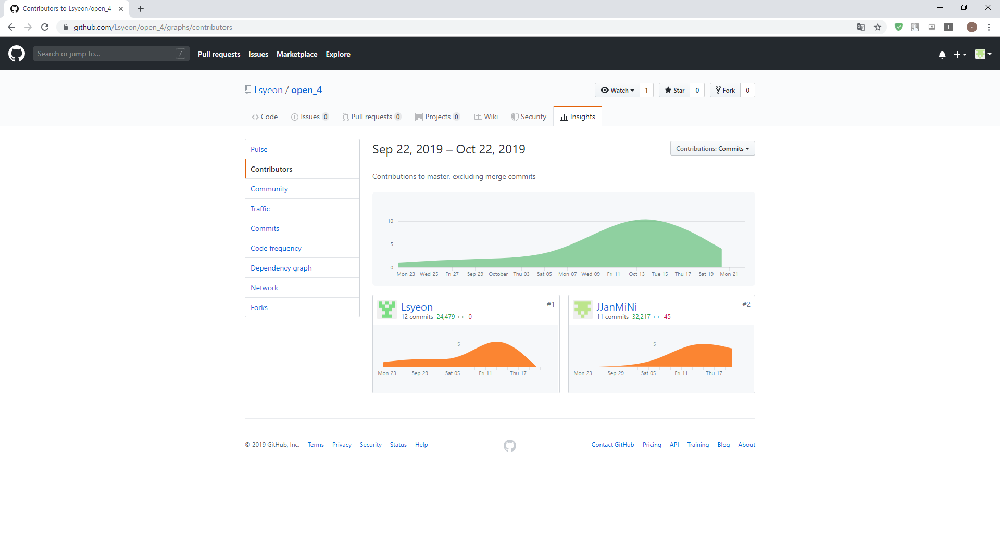 Contributors to Lsyeon/open_4
github.com/Lsyeon/open_4/graphs/contributors
Search or jump to... / Pull requests Issues Marketplace Explore
Lsyeon / open_4 Watch 1 Star 0 Fork 0
Code Issues 0 Pull requests 0 Projects 0 Wiki Security Insights
Pulse
Contributors
Community
Traffic
Commits
Code frequency
Dependency graph
Network
Forks
Sep 22, 2019 – Oct 22, 2019 Contributions: Commits
Contributions to master, excluding merge commits
10
5
0
Mon 23 Wed 25 Fri 27 Sep 29 October Thu 03 Sat 05 Mon 07 Wed 09 Fri 11 Oct 13 Tue 15 Thu 17 Sat 19 Mon 21
Lsyeon #1
12 commits 24,479 ++ 0 --
5
Mon 23 Sep 29 Sat 05 Fri 11 Thu 17
JJanMiNi #2
11 commits 32,217 ++ 45 --
5
Mon 23 Sep 29 Sat 05 Fri 11 Thu 17
© 2019 GitHub, Inc. Terms Privacy Security Status Help Contact GitHub Pricing API Training Blog About